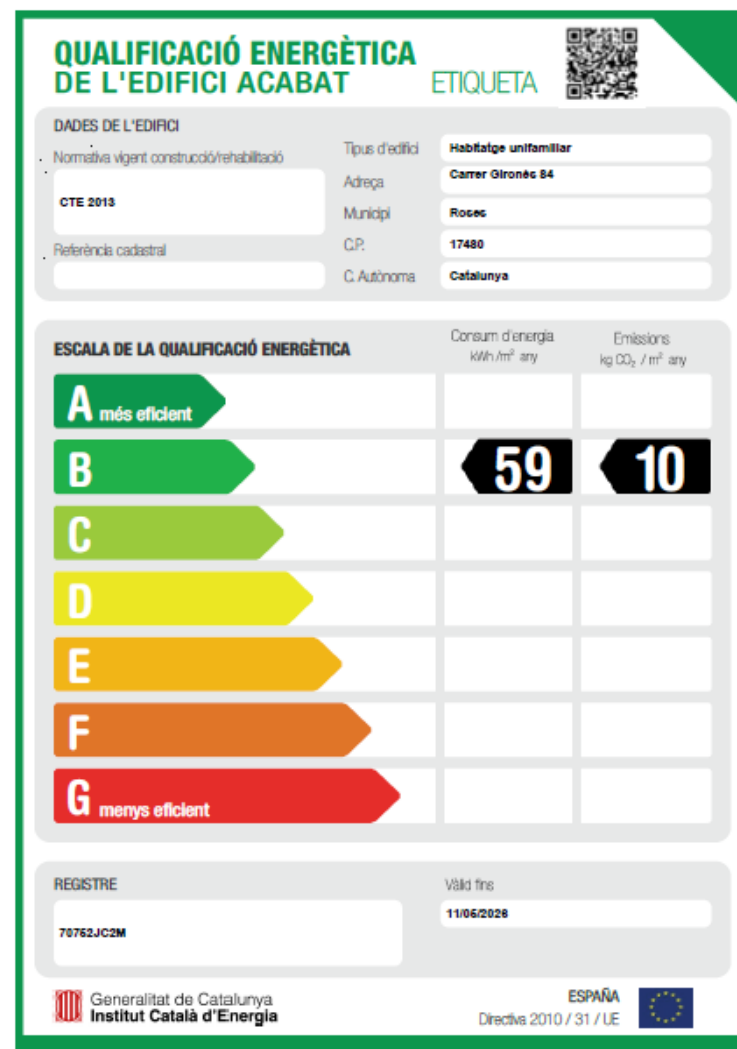 QUALIFICACIÓ ENERGÈTICA
DE L'EDIFICI ACABAT
ETIQUETA
DADES DE L'EDIFICI
Normativa vigent construcció/rehabilitació
CTE 2013
Referència cadastral
Tipus d'edifici
Habitatge unifamiliar
Adreça
Carrer Gironès 84
Municipi
Roses
C.P.
17480
C. Autònoma
Catalunya
ESCALA DE LA QUALIFICACIÓ ENERGÈTICA
Consum d'energia
kWh /m² any
Emissions
kg CO₂ / m² any
A més eficient
B
59
10
C
D
E
F
G menys eficient
REGISTRE
70762JC2M
Vàlid fins
11/05/2026
Generalitat de Catalunya
Institut Català d'Energia
ESPAÑA
Directiva 2010 / 31 / UE